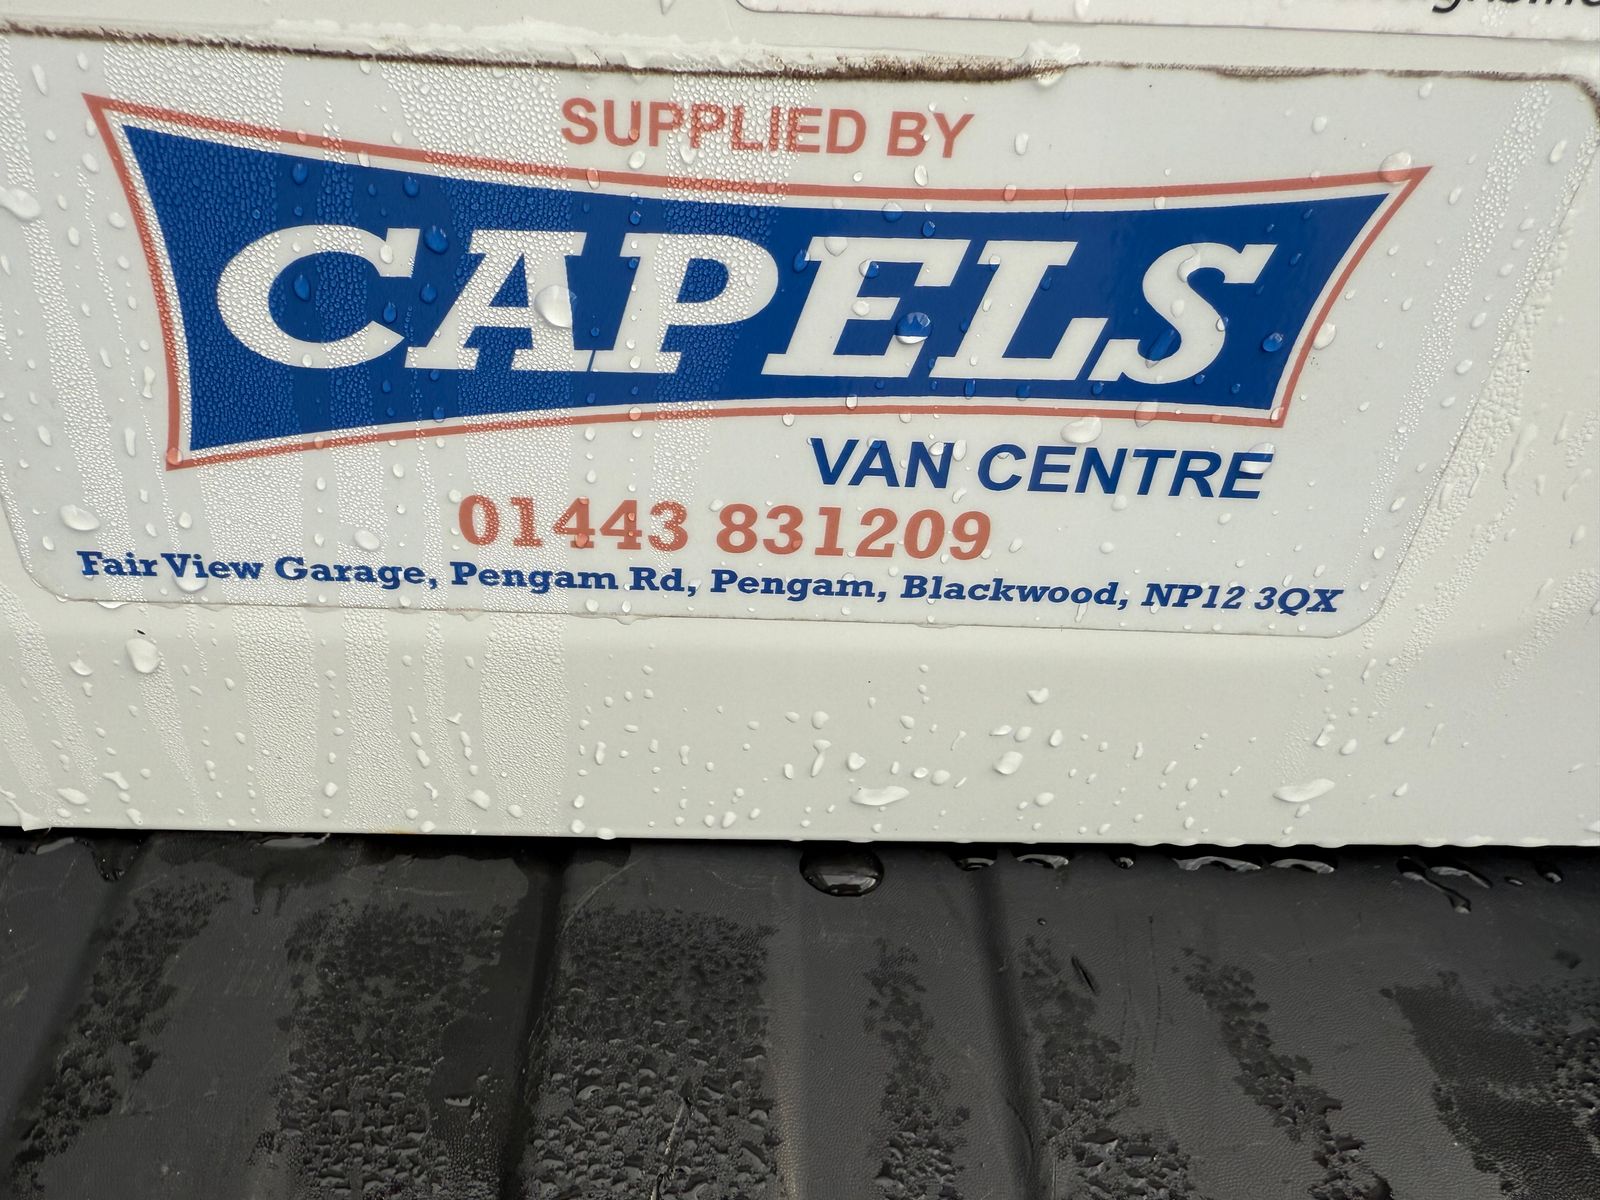 SUPPLIED BY
CAPELS
VAN CENTRE
01443 831209
Fair View Garage, Pengam Rd, Pengam, Blackwood, NP12 3QX